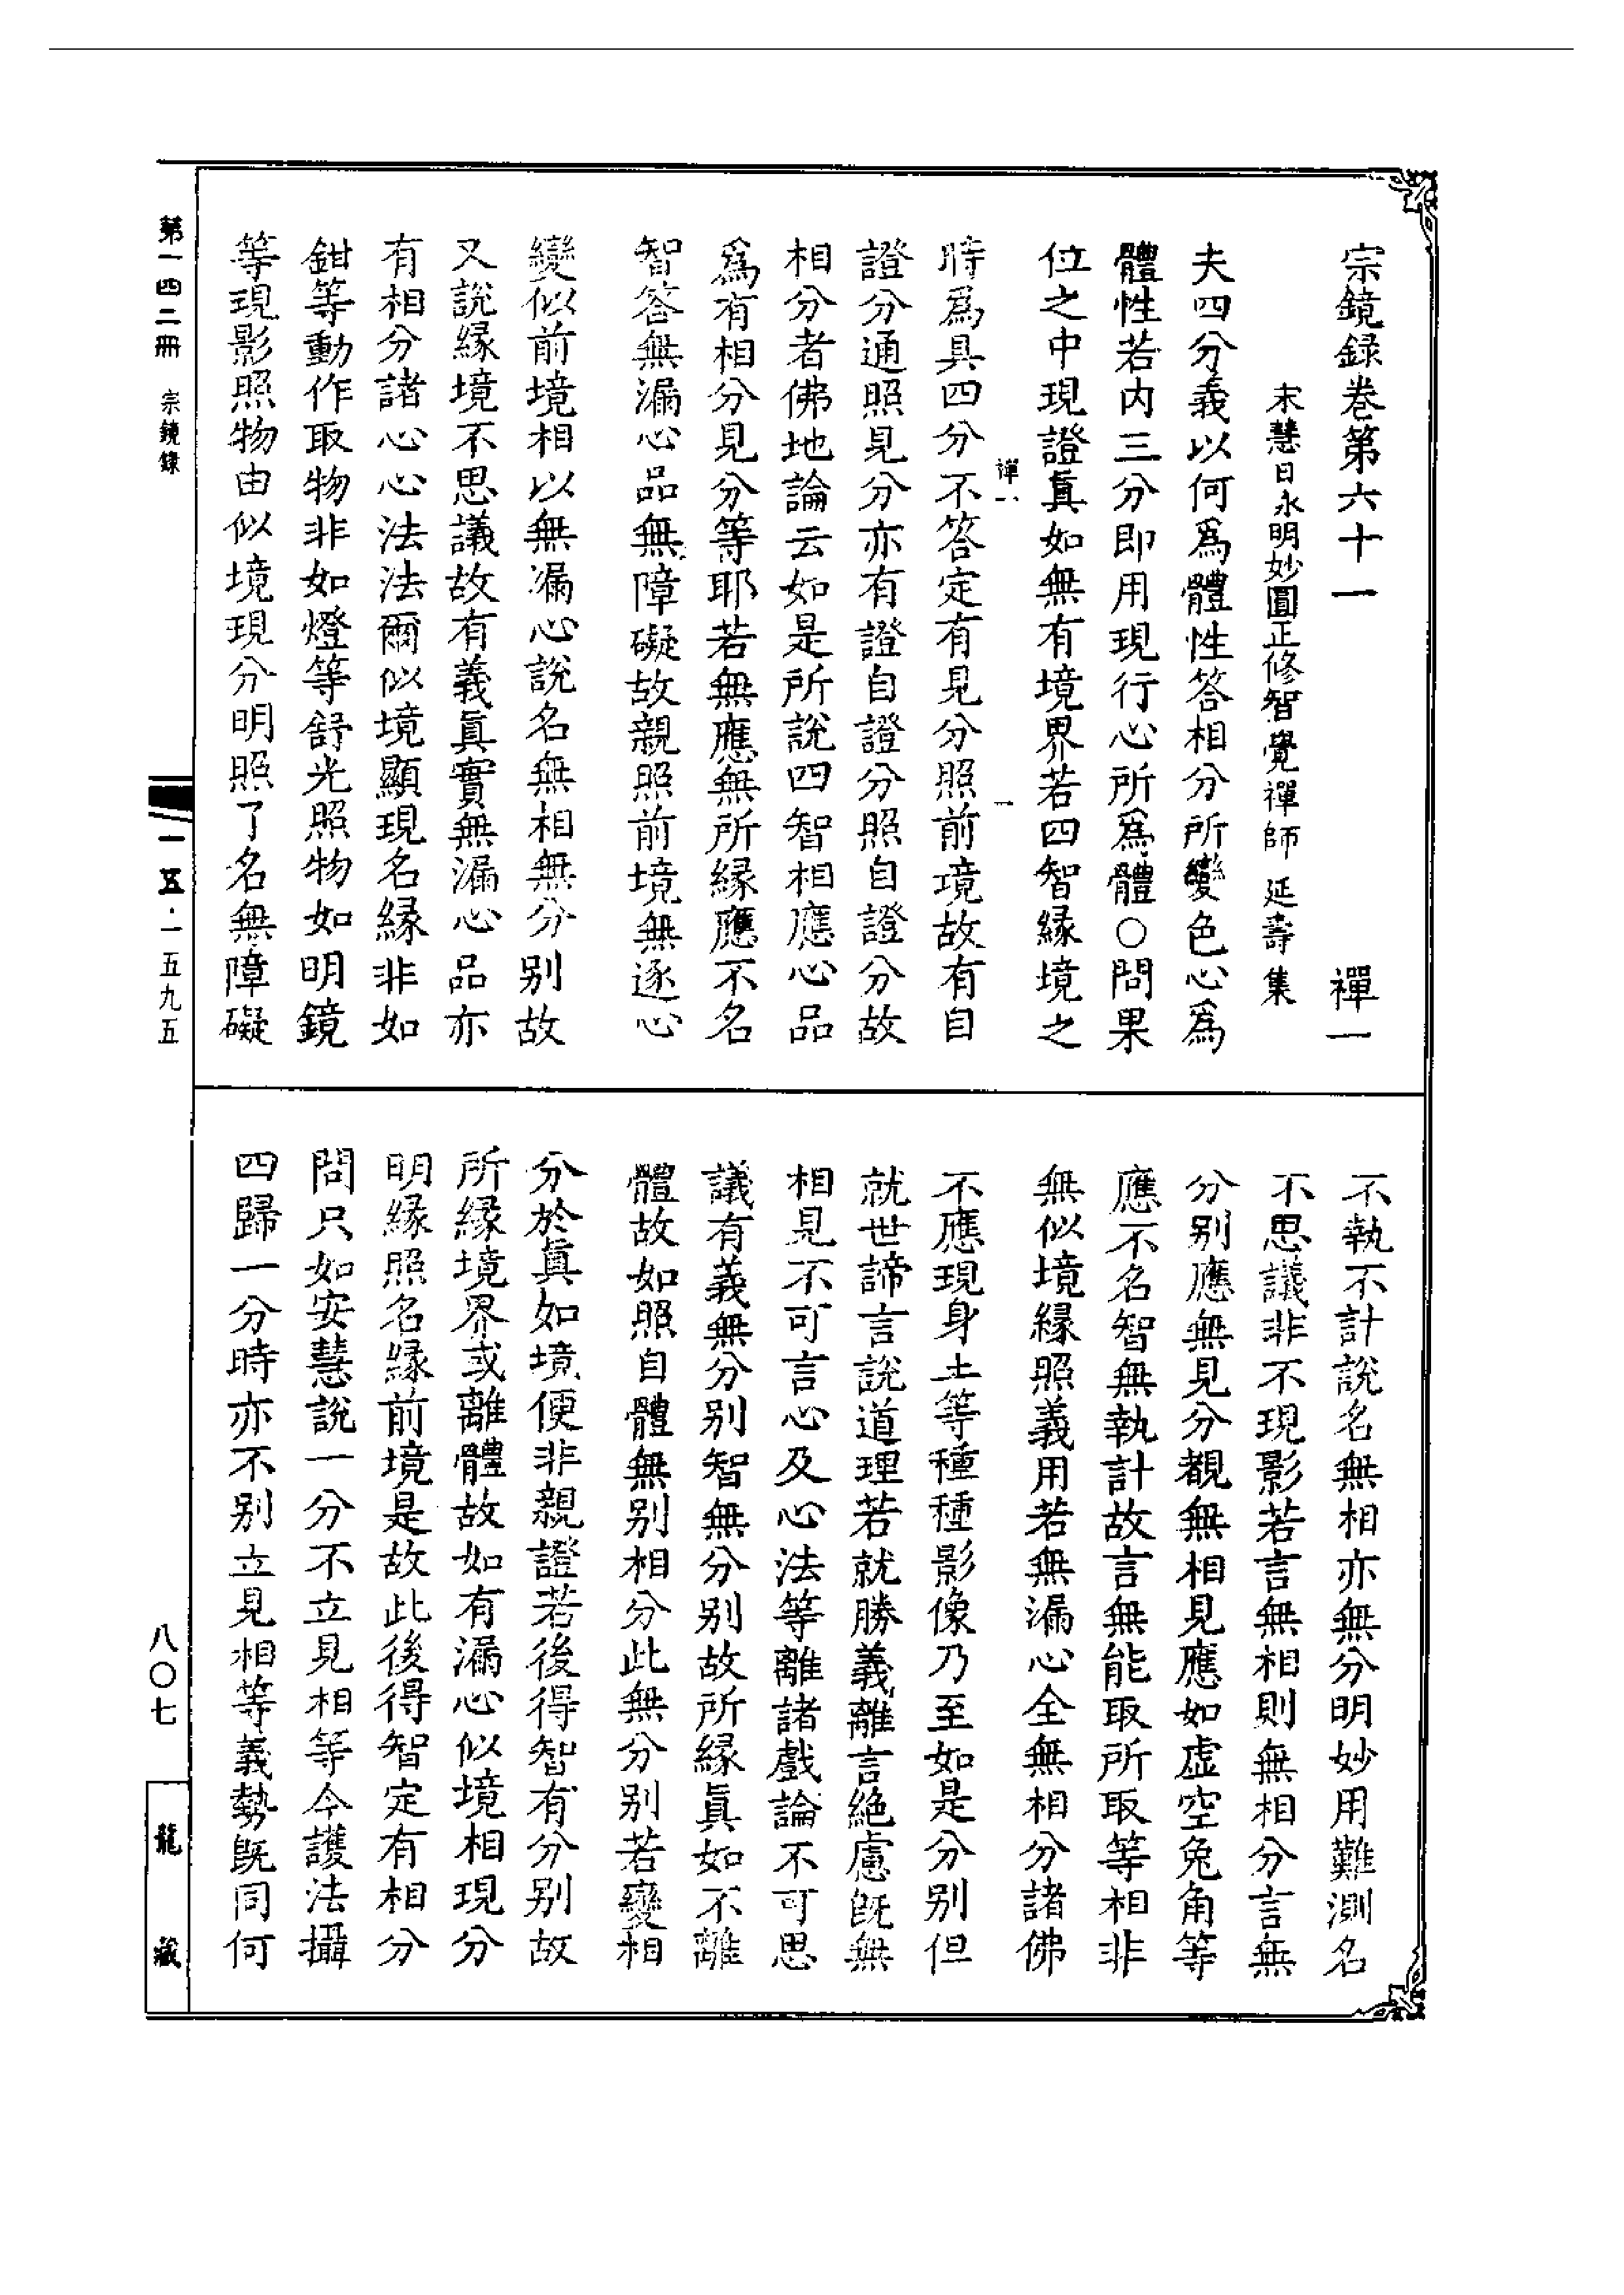 宗鏡録卷第六十一 禪一
宋慧日永明妙圓正修智覺禪師 延壽 集
夫四分義以何爲體性答相分所變色心爲
體性若內三分即用現行心所爲體○問果
位之中現證眞如無有境界若四智縁境之
禪一 一
時爲具四分不答定有見分照前境故有自
證分通照見分亦有證自證分照自證分故
相分者佛地論云如是所說四智相應心品
爲有相分見分等耶若無應無所縁應不名
智答無漏心品無障礙故親照前境無逐心
變似前境相以無漏心說名無相無分别故
又說縁境不思議故有義眞實無漏心品亦
有相分諸心心法法爾似境顯現名縁非如
鉗等動作取物非如燈等舒光照物如明鏡
等現影照物由似境現分明照了名無障礙
不執不計說名無相亦無分明妙用難測名
不思議非不現影若言無相則無相分言無
分别應無見分都無相見應如虚空兔角等
應不名智無執計故言無能取所取等相非
無似境縁照義用若無漏心全無相分諸佛
不應現身土等種種影像乃至如是分别但
就世諦言說道理若就勝義離言絶慮既無
相見不可言心及心法等離諸戲論不可思
議有義無分别智無分别故所縁眞如不離
體故如照自體無别相分此無分别若變相
分於眞如境便非親證若後得智有分别故
所縁境界或離體故如有漏心似境相現分
明縁照名縁前境是故此後得智定有相分
問只如安慧說一分不立見相等今護法攝
四歸一分時亦不别立見相等義勢既同何
第一四二冊 宗鏡録
一五·一五九五
八〇七
龍藏